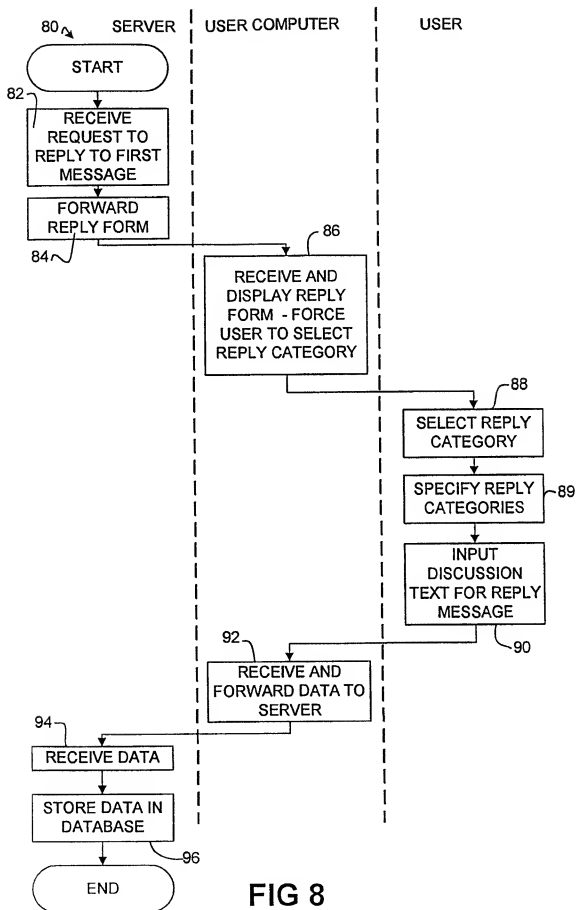 80
SERVER
USER COMPUTER
USER
START
82
RECEIVE
REQUEST TO
REPLY TO FIRST
MESSAGE
FORWARD
REPLY FORM
84
86
RECEIVE AND
DISPLAY REPLY
FORM - FORCE
USER TO SELECT
REPLY CATEGORY
88
SELECT REPLY
CATEGORY
SPECIFY REPLY
CATEGORIES
89
INPUT
DISCUSSION
TEXT FOR REPLY
MESSAGE
90
92
RECEIVE AND
FORWARD DATA TO
SERVER
94
RECEIVE DATA
STORE DATA IN
DATABASE
96
END
FIG 8